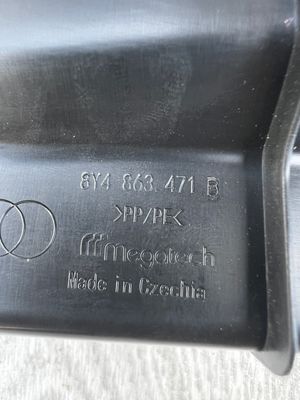 8Y4 863 471 B
>PP/PE<
megatech
Made in Czechia